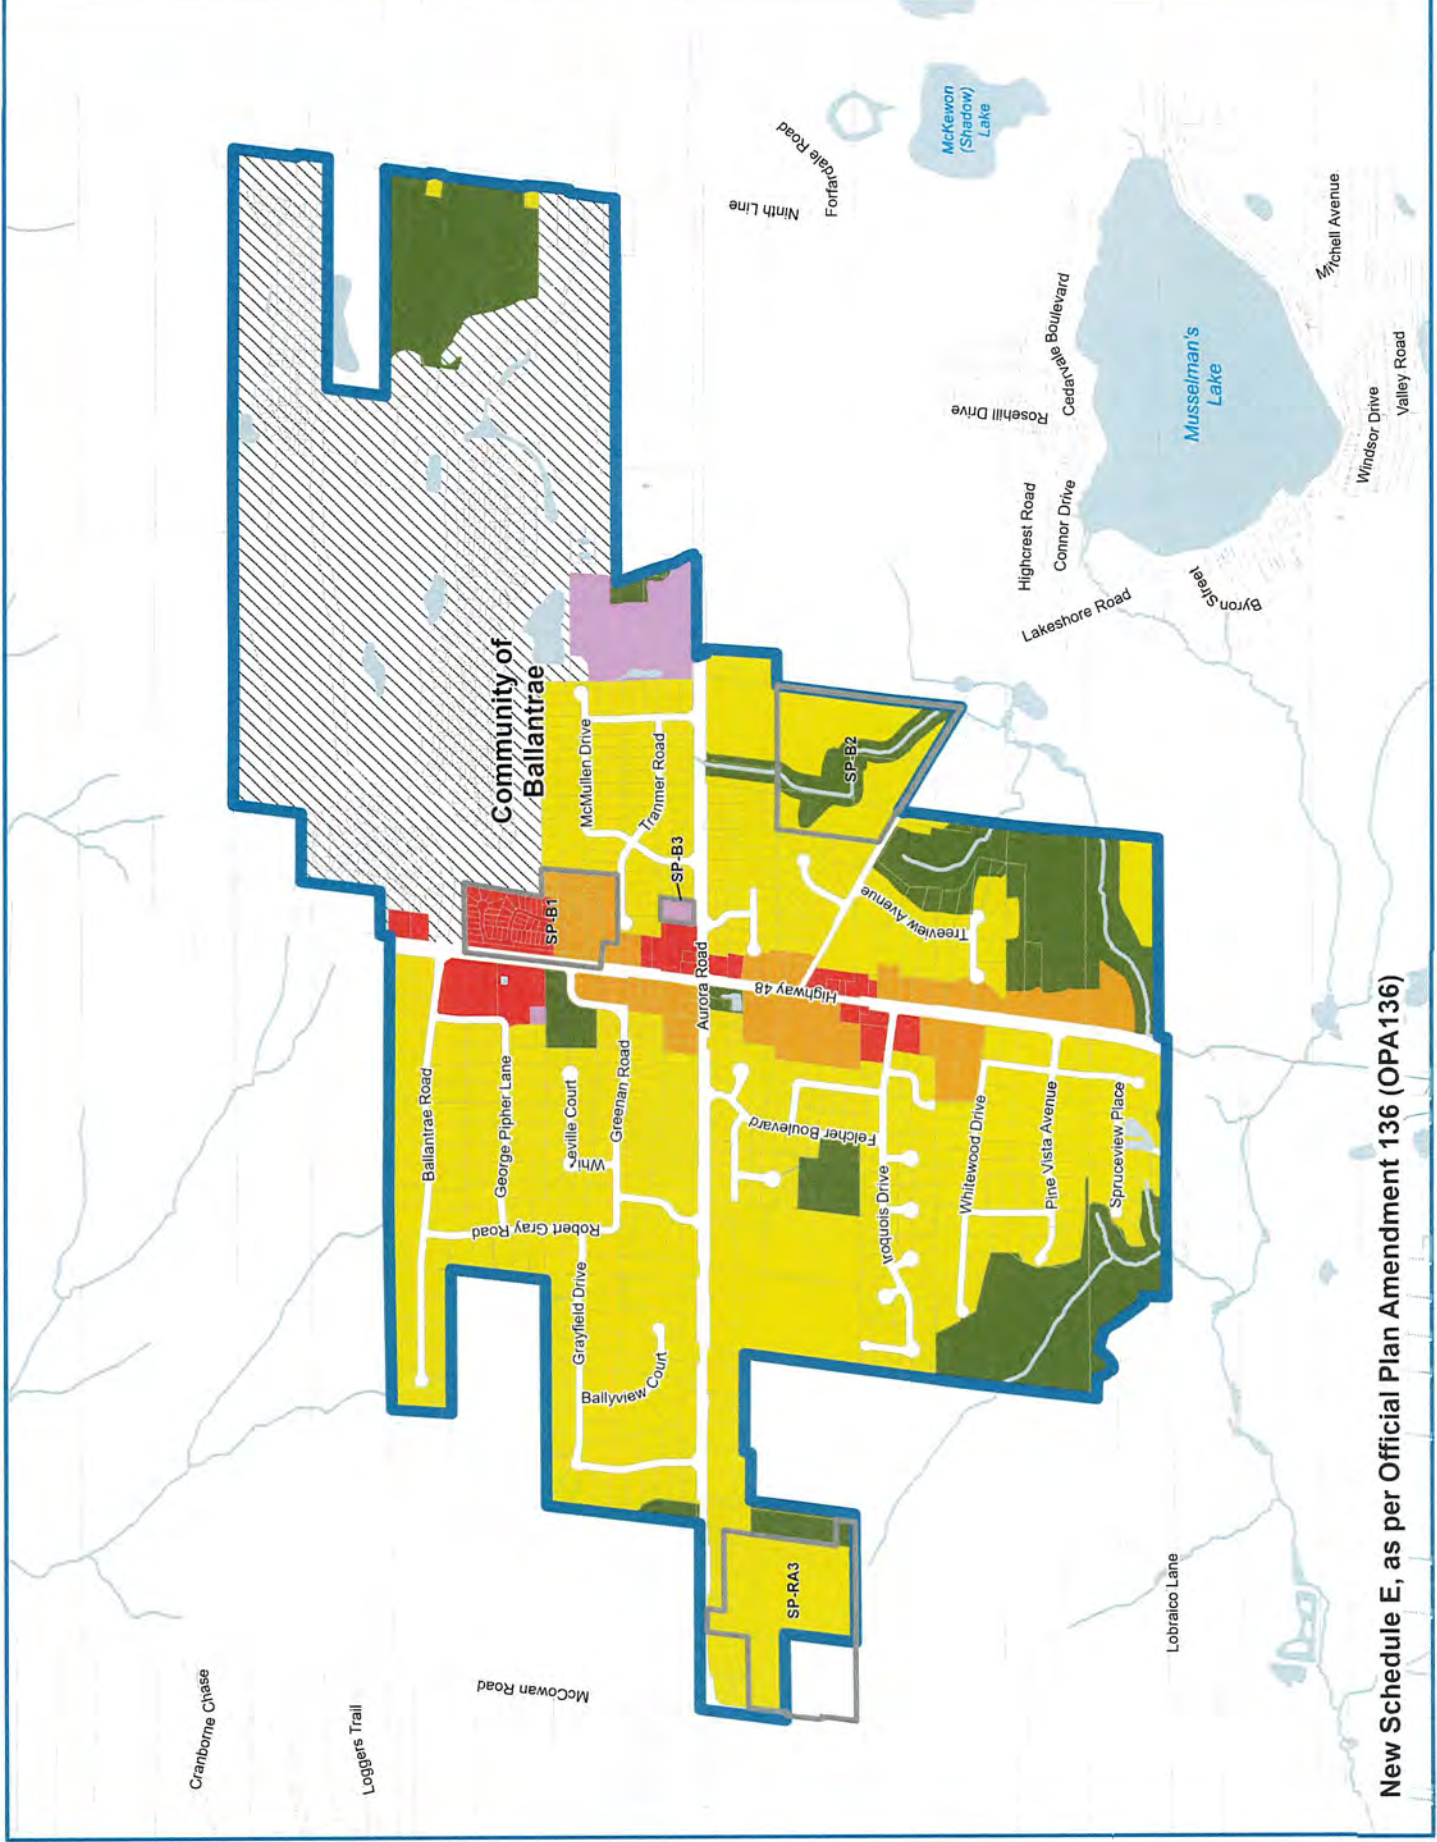 Cranborne Chase
Loggers Trail
McCowan Road
Lobraico Lane
SP-RA3
Ballyview Court
Grayfield Drive
Robert Gray Road
Ballantrae Road
George Pipher Lane
eville Court
Greenan Road
Felcher Boulevard
Iroquois Drive
Whitewood Drive
Pine Vista Avenue
Spruceview Place
Aurora Road
Highway 48
SP-B1
SP-B3
SP-B2
Treeview Avenue
Tranmer Road
McMullen Drive
Community of
Ballantrae
Lakeshore Road
Highcrest Road
Connor Drive
Byron Street
Rosehill Drive
Cedarvale Boulevard
Musselman's
Lake
Windsor Drive
Valley Road
Mitchell Avenue
Ninth Line
Forfardale Road
McKewon
(Shadow)
Lake
New Schedule E, as per Official Plan Amendment 136 (OPA136)